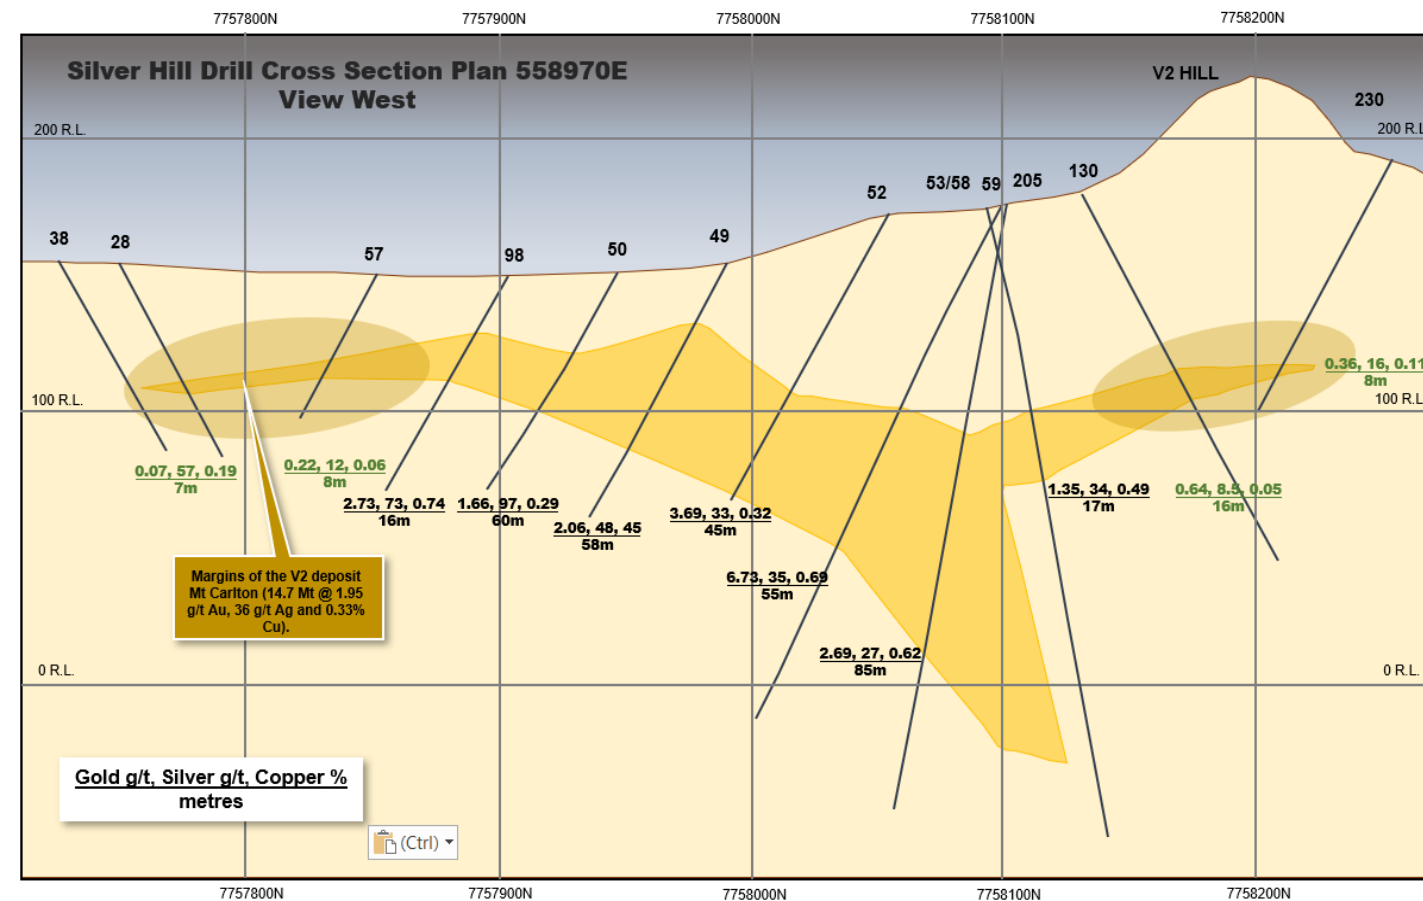 7757800N 7757900N 7758000N 7758100N 7758200N
Silver Hill Drill Cross Section Plan 558970E
View West
V2 HILL
230
200 R.L. 200 R.L
130
53/58 59 205
52
49
38 28 57 98 50
0.36, 16, 0.11
8m
100 R.L. 100 R.L
0.07, 57, 0.19
7m
0.22, 12, 0.06
8m
2.73, 73, 0.74
16m
1.66, 97, 0.29
60m
2.06, 48, 45
58m
3.69, 33, 0.32
45m
1.35, 34, 0.49
17m
0.64, 8.5, 0.05
16m
6.73, 35, 0.69
55m
Margins of the V2 deposit
Mt Carlton (14.7 Mt @ 1.95
g/t Au, 36 g/t Ag and 0.33%
Cu).
2.69, 27, 0.62
85m
0 R.L. 0 R.L.
Gold g/t, Silver g/t, Copper %
metres
(Ctrl)
7757800N 7757900N 7758000N 7758100N 7758200N